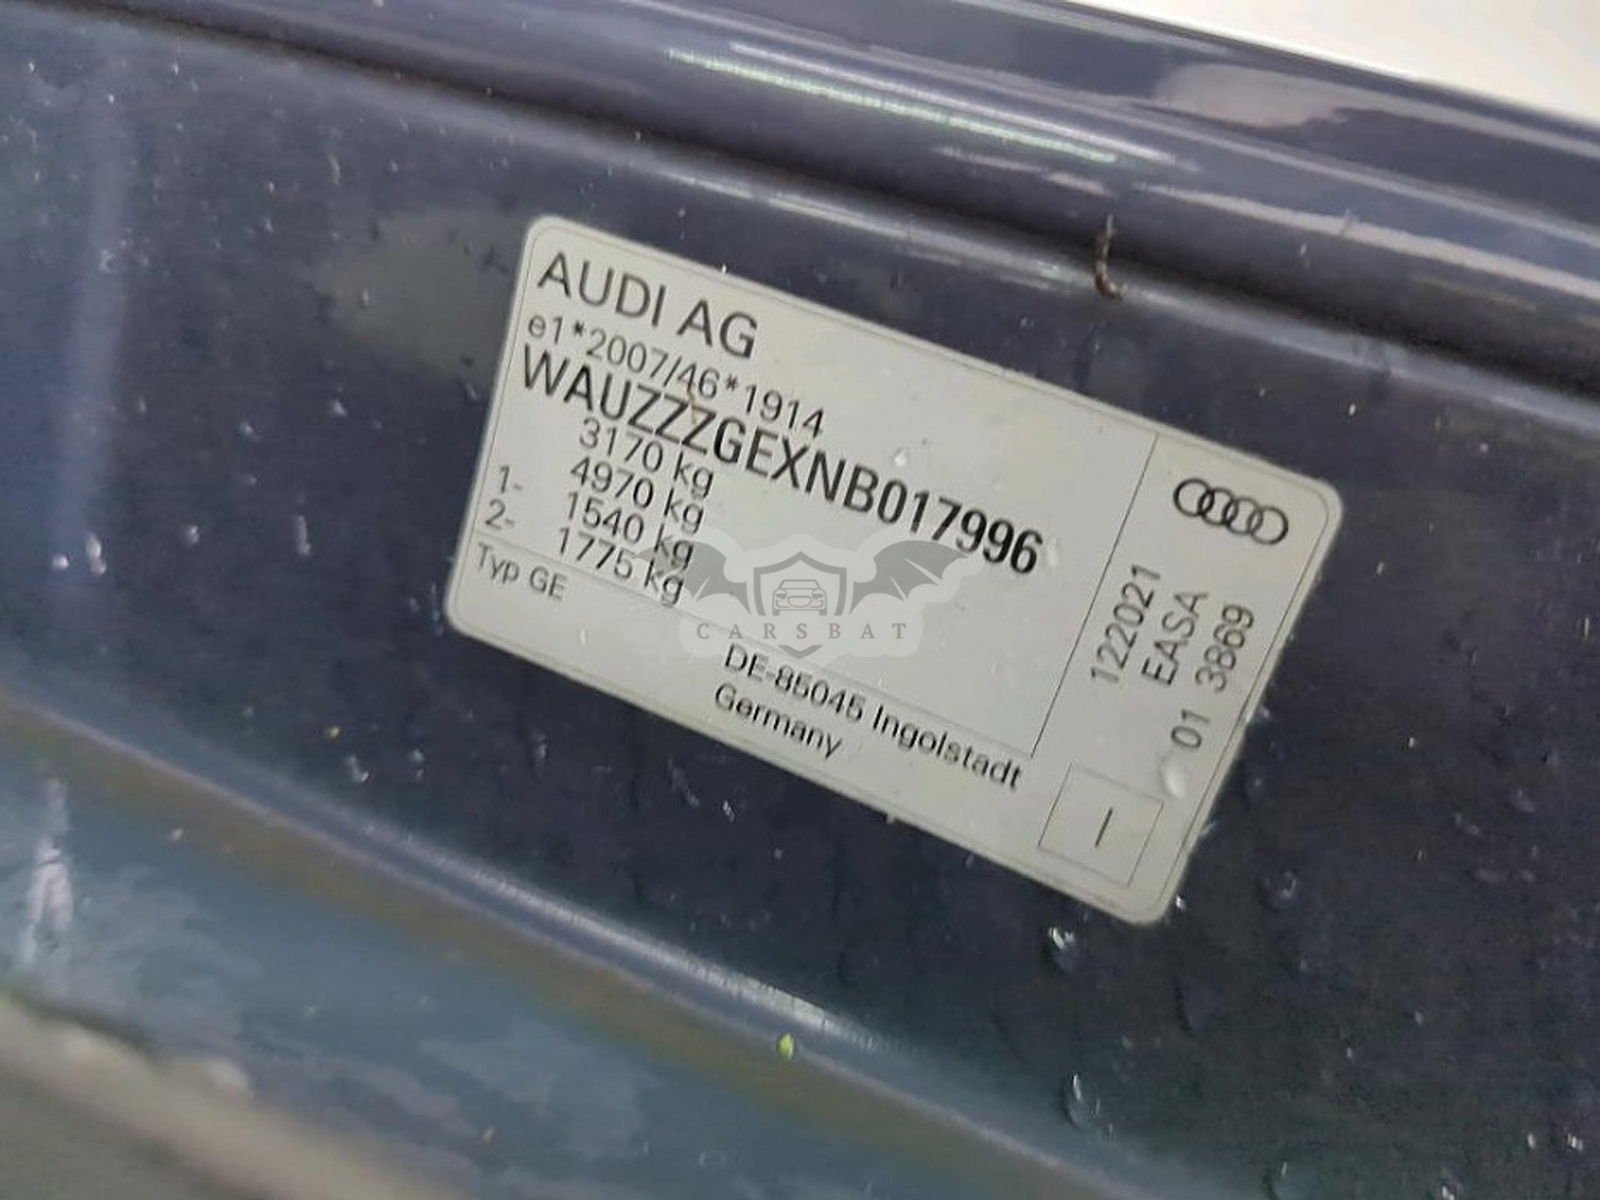 AUDI AG
e1*2007/46*1914
WAUZZZGEXNB017996
3170 kg
4970 kg
1- 1540 kg
2- 1775 kg
Typ GE
DE-85045 Ingolstadt
Germany
122021
EASA
01 3869
I
CARSBAT